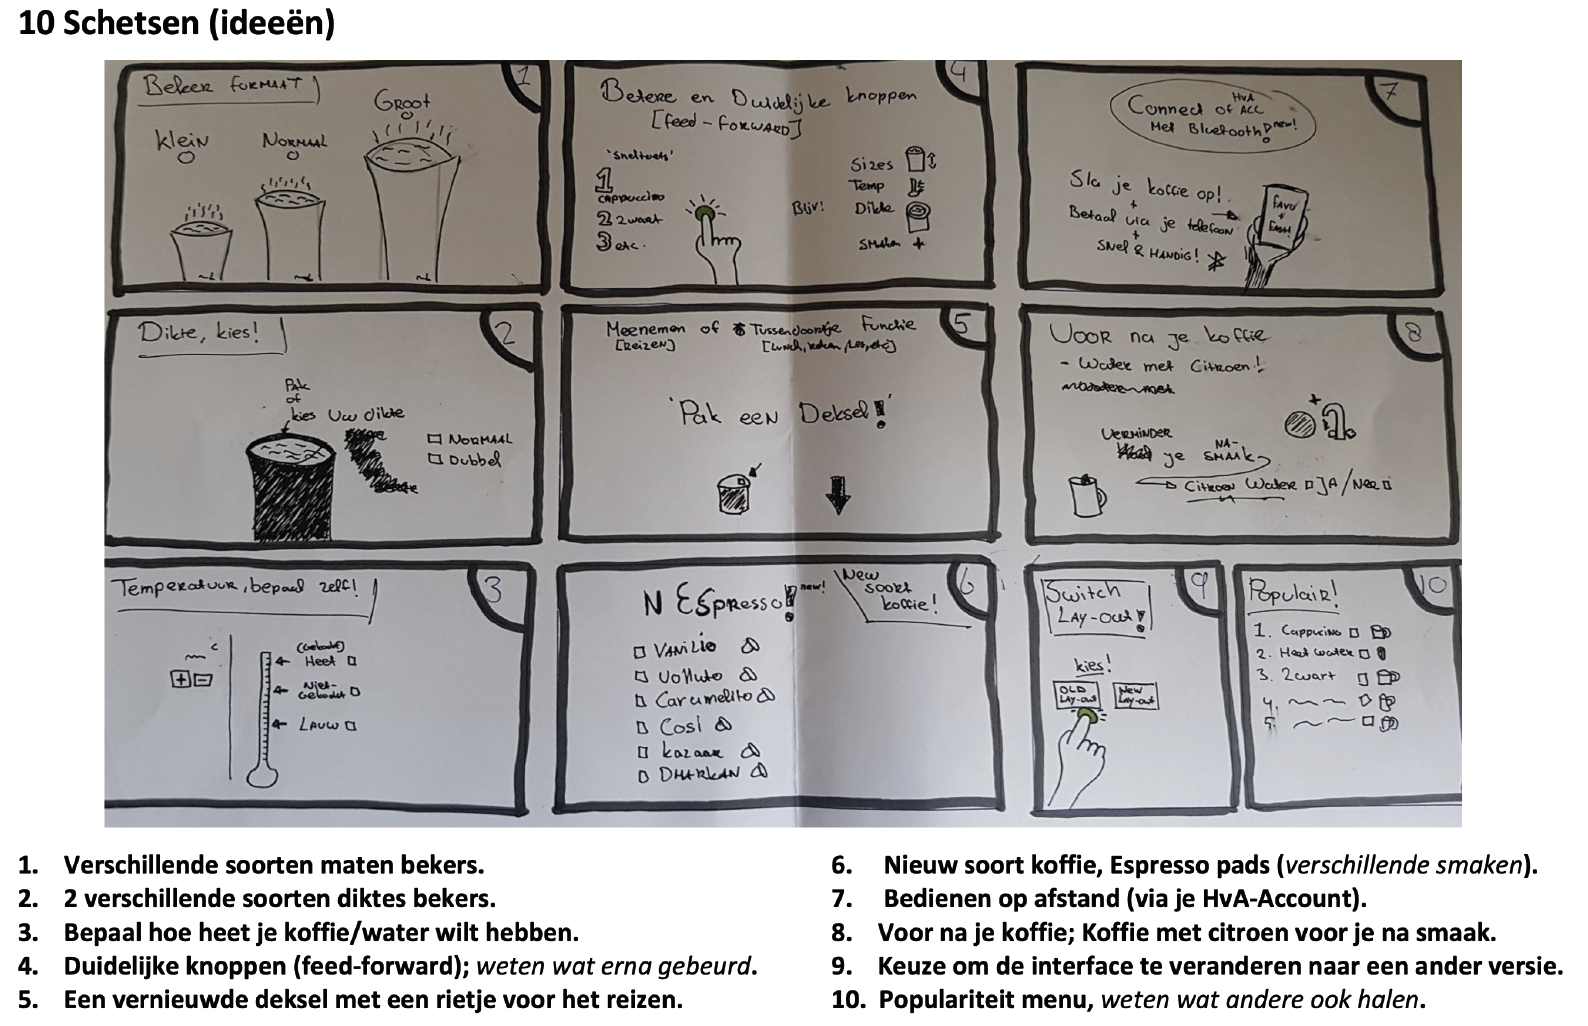 10 Schetsen (ideeën)
Beker formaat
1
Klein
Normaal
Groot
Dikte, kies!
2
Pak
of
kies Uw dikte
Normaal
Dubbel
Temperatuur, bepaal zelf!
3
c
+ -
(Gekookt)
Heet
Niet-
Gekookt
Lauw
Betere en Duidelijke knoppen
4
[feed-forward]
'Sneltoets'
1
cappuccino
2 Zwart
3 etc.
Sizes
Temp
Dikte
Smaken +
Meenemen of Tussendoortje Functie
5
[Reizen]
'Pak een Deksel!'
NESpresso! new!
New
soort
koffie!
6
Vanilio
Volluto
Caramelito
Cosi
Kazaar
Dharkan
7
Connect of HvA ACC
Met Bluetooth new!
Sla je koffie op!
+
Betaal via je telefoon
+
Snel & Handig!
Favo
+
Fast!
Voor na je koffie
8
- Water met Citroen!
Verminder
je NA-
SMAAK
Citroen Water JA/Nee
Switch
Lay-out!
9
kies!
OLD
Lay-out
New
Lay-out
Populair!
10
1. Cappucino
2. Heet water
3. Zwart
4.
5.
1. Verschillende soorten maten bekers.
2. 2 verschillende soorten diktes bekers.
3. Bepaal hoe heet je koffie/water wilt hebben.
4. Duidelijke knoppen (feed-forward); weten wat erna gebeurd.
5. Een vernieuwde deksel met een rietje voor het reizen.
6. Nieuw soort koffie, Espresso pads (verschillende smaken).
7. Bedienen op afstand (via je HvA-Account).
8. Voor na je koffie; Koffie met citroen voor je na smaak.
9. Keuze om de interface te veranderen naar een ander versie.
10. Populariteit menu, weten wat andere ook halen.